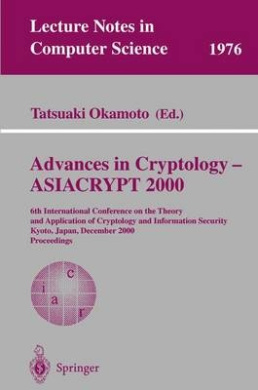 Lecture Notes in
Computer Science 1976
Tatsuaki Okamoto (Ed.)
Advances in Cryptology –
ASIACRYPT 2000
6th International Conference on the Theory
and Application of Cryptology and Information Security
Kyoto, Japan, December 2000
Proceedings
i a c r
Springer